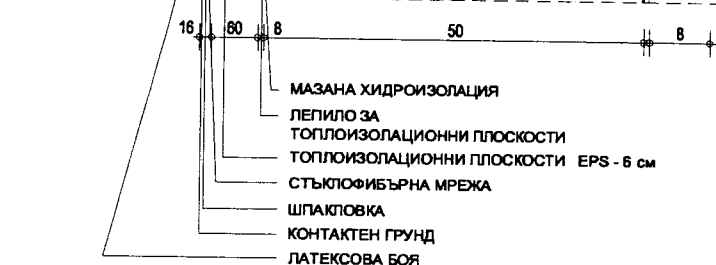 16 60 8 50 8
МАЗАНА ХИДРОИЗОЛАЦИЯ
ЛЕПИЛО ЗА
ТОПЛОИЗОЛАЦИОННИ ПЛОСКОСТИ
ТОПЛОИЗОЛАЦИОННИ ПЛОСКОСТИ EPS - 6 см
СТЪКЛОФИБЪРНА МРЕЖА
ШПАКЛОВКА
КОНТАКТЕН ГРУНД
ЛАТЕКСОВА БОЯ